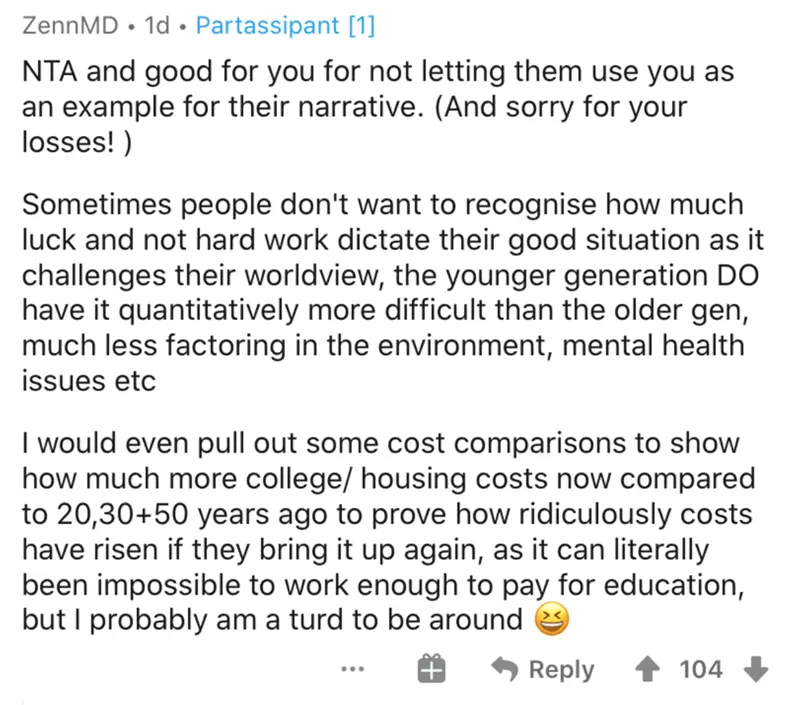 ZennMD • 1d • Partassipant [1]
NTA and good for you for not letting them use you as
an example for their narrative. (And sorry for your
losses! )
Sometimes people don't want to recognise how much
luck and not hard work dictate their good situation as it
challenges their worldview, the younger generation DO
have it quantitatively more difficult than the older gen,
much less factoring in the environment, mental health
issues etc
I would even pull out some cost comparisons to show
how much more college/ housing costs now compared
to 20,30+50 years ago to prove how ridiculously costs
have risen if they bring it up again, as it can literally
been impossible to work enough to pay for education,
but I probably am a turd to be around 😆
Reply 104